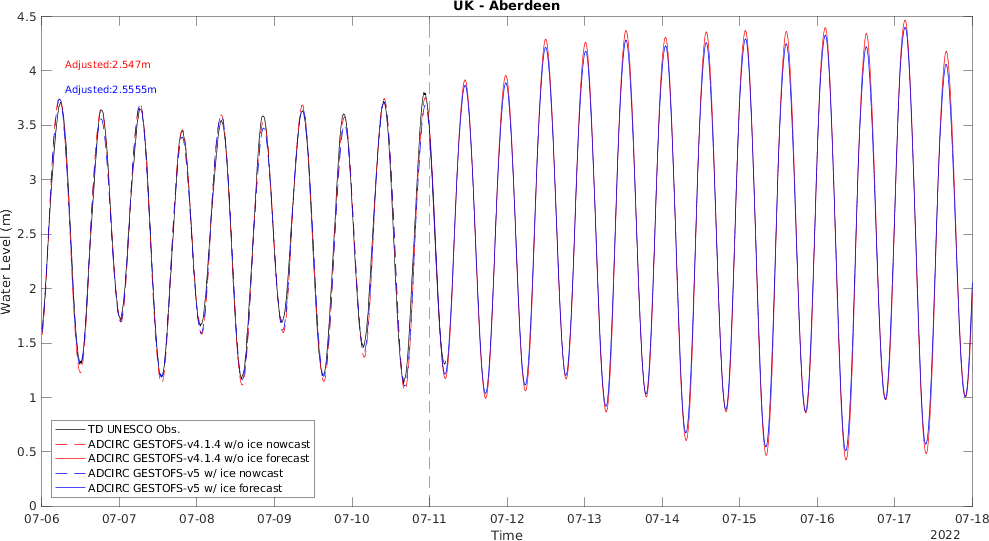 UK - Aberdeen
4.5
4
3.5
3
2.5
2
1.5
1
0.5
0
Water Level (m)
Adjusted:2.547m
Adjusted:2.5555m
TD UNESCO Obs.
ADCIRC GESTOFS-v4.1.4 w/o ice nowcast
ADCIRC GESTOFS-v4.1.4 w/o ice forecast
ADCIRC GESTOFS-v5 w/ ice nowcast
ADCIRC GESTOFS-v5 w/ ice forecast
07-06 07-07 07-08 07-09 07-10 07-11 07-12 07-13 07-14 07-15 07-16 07-17 07-18
Time
2022